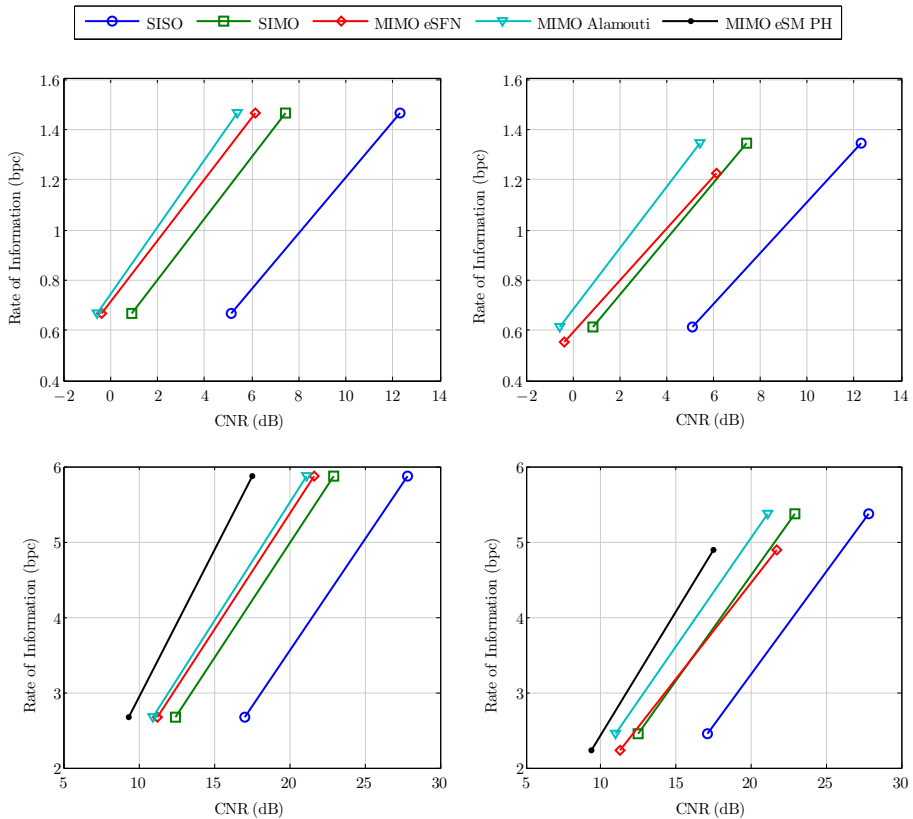 SISO SIMO MIMO eSFN MIMO Alamouti MIMO eSM PH
1.6
1.4
1.2
1
0.8
0.6
0.4
−2 0 2 4 6 8 10 12 14
CNR (dB)
Rate of Information (bpc)
1.6
1.4
1.2
1
0.8
0.6
0.4
−2 0 2 4 6 8 10 12 14
CNR (dB)
Rate of Information (bpc)
6
5
4
3
2
5 10 15 20 25 30
CNR (dB)
Rate of Information (bpc)
6
5
4
3
2
5 10 15 20 25 30
CNR (dB)
Rate of Information (bpc)